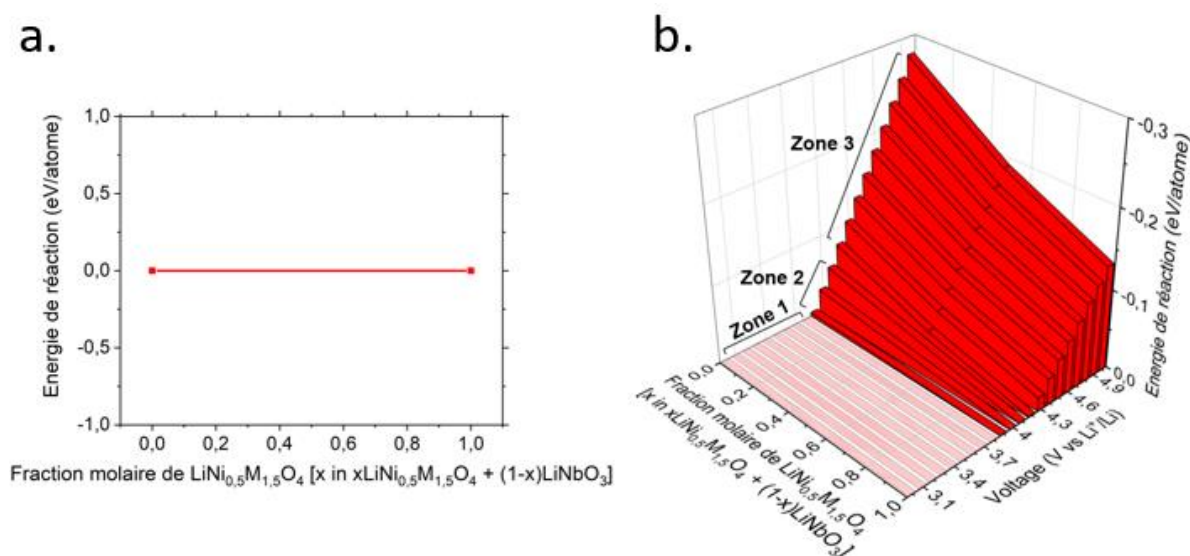 a.
1,0
0,5
0,0
-0,5
-1,0
Energie de réaction (eV/atome)
0,0 0,2 0,4 0,6 0,8 1,0
Fraction molaire de LiNi0,5M1,5O4 [x in xLiNi0,5M1,5O4 + (1-x)LiNbO3]
b.
Zone 3
Zone 2
Zone 1
-0,3
-0,2
-0,1
0,0
Energie de réaction (eV/atome)
0,0
0,2
0,4
0,6
0,8
1,0
Fraction molaire de LiNi0,5M1,5O4
[x in xLiNi0,5M1,5O4 + (1-x)LiNbO3]
3,1
3,4
3,7
4
4,3
4,6
4,9
Voltage (V vs Li+/Li)